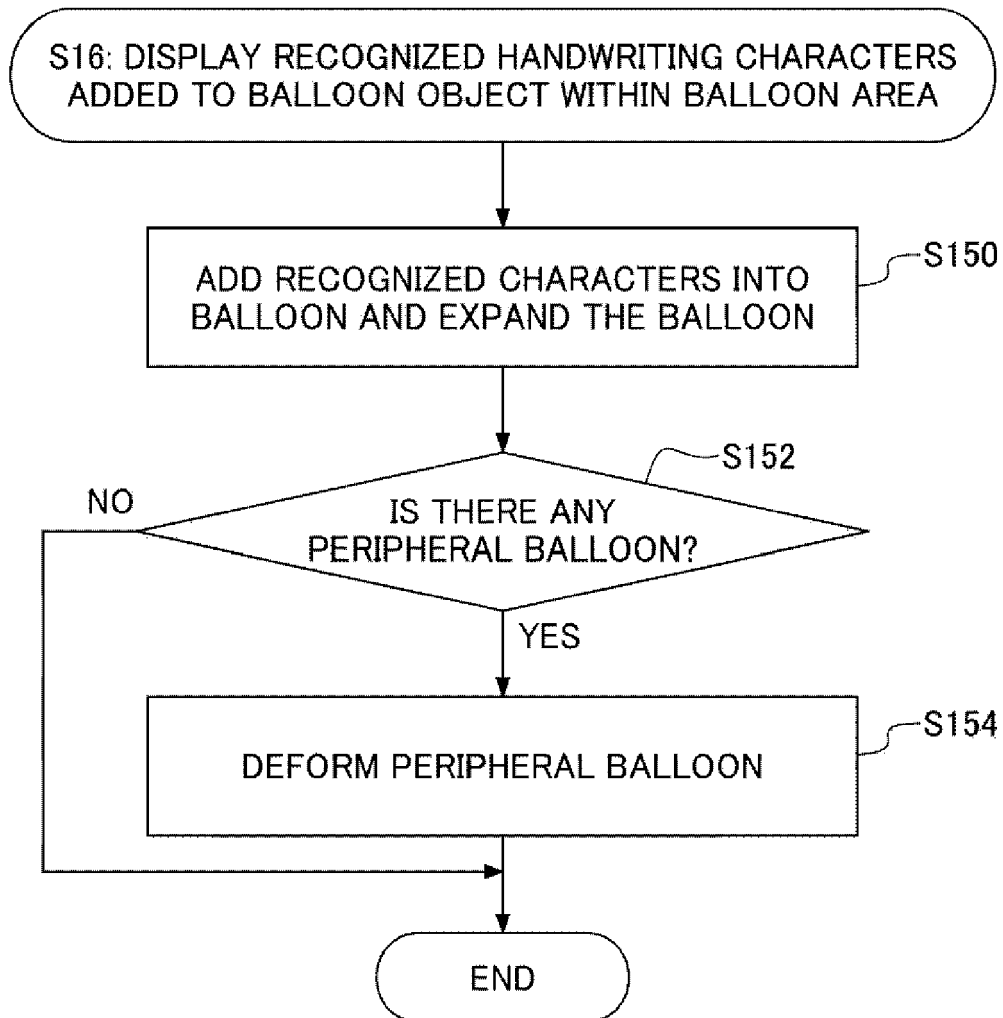 S16: DISPLAY RECOGNIZED HANDWRITING CHARACTERS
ADDED TO BALLOON OBJECT WITHIN BALLOON AREA
S150
ADD RECOGNIZED CHARACTERS INTO
BALLOON AND EXPAND THE BALLOON
S152
NO
IS THERE ANY
PERIPHERAL BALLOON?
YES
S154
DEFORM PERIPHERAL BALLOON
END